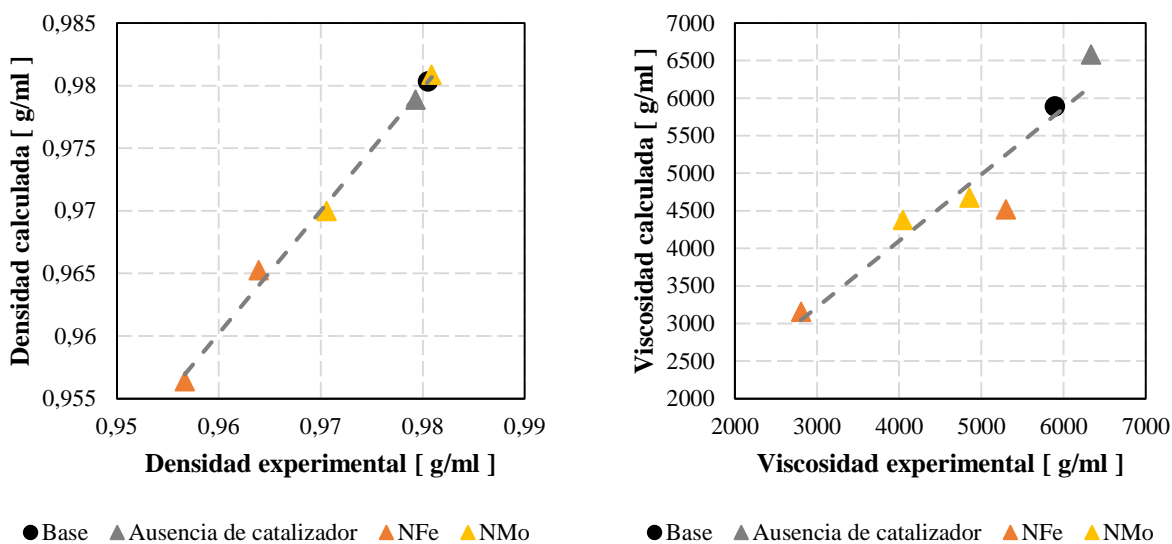 Densidad calculada [ g/ml ]
0,985
0,98
0,975
0,97
0,965
0,96
0,955
0,95 0,96 0,97 0,98 0,99
Densidad experimental [ g/ml ]
Base Ausencia de catalizador NFe NMo
Viscosidad calculada [ g/ml ]
7000
6500
6000
5500
5000
4500
4000
3500
3000
2500
2000
2000 3000 4000 5000 6000 7000
Viscosidad experimental [ g/ml ]
Base Ausencia de catalizador NFe NMo